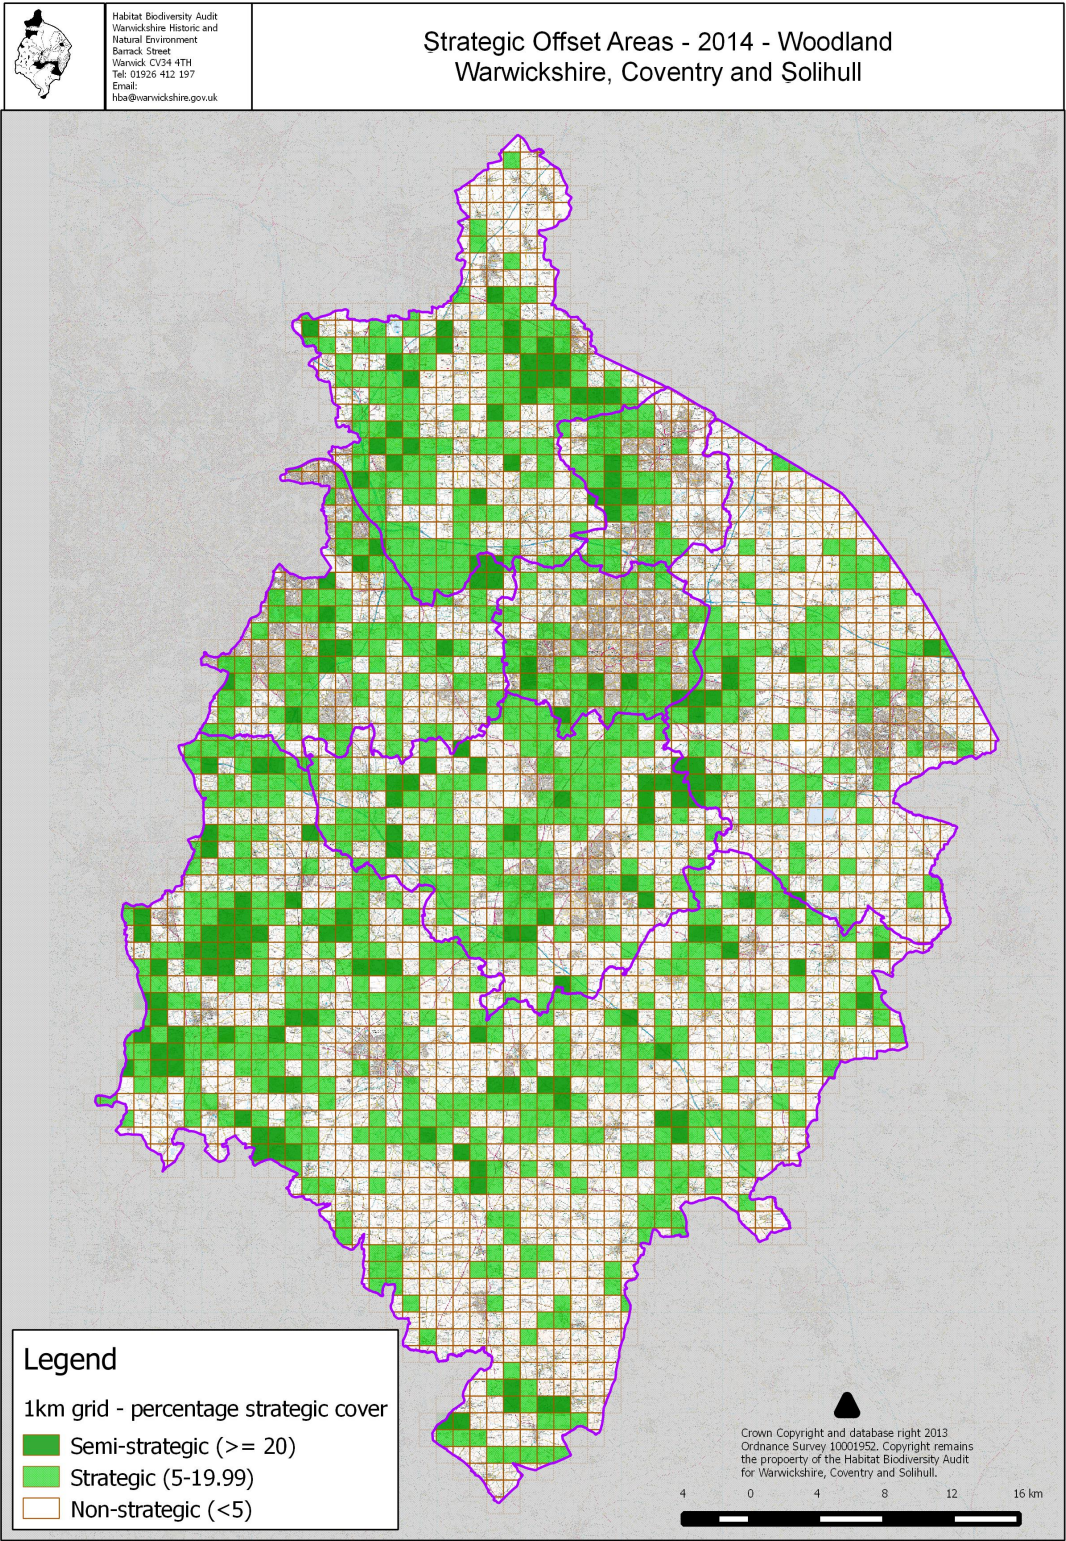 Habitat Biodiversity Audit
Warwickshire Historic and
Natural Environment
Barrack Street
Warwick CV34 4TH
Tel: 01926 412 197
Email:
hba@warwickshire.gov.uk
Strategic Offset Areas - 2014 - Woodland
Warwickshire, Coventry and Solihull
Legend
1km grid - percentage strategic cover
Semi-strategic (>= 20)
Strategic (5-19.99)
Non-strategic (<5)
Crown Copyright and database right 2013
Ordnance Survey 10001952. Copyright remains
the propoerty of the Habitat Biodiversity Audit
for Warwickshire, Coventry and Solihull.
4 0 4 8 12 16 km